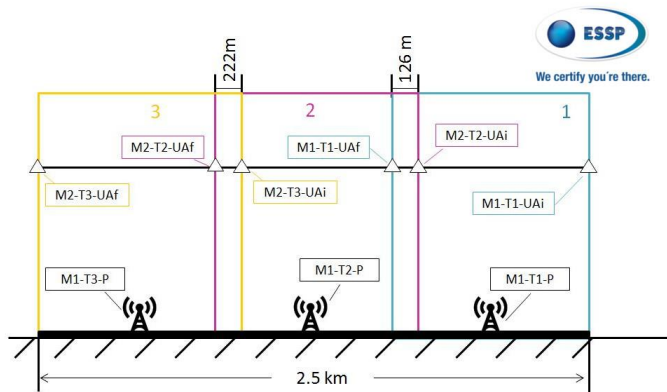 ESSP
We certify you´re there.
222m
126 m
3
2
1
M2-T2-UAf
M1-T1-UAf
M2-T2-UAi
M2-T3-UAf
M2-T3-UAi
M1-T1-UAi
M1-T3-P
M1-T2-P
M1-T1-P
2.5 km